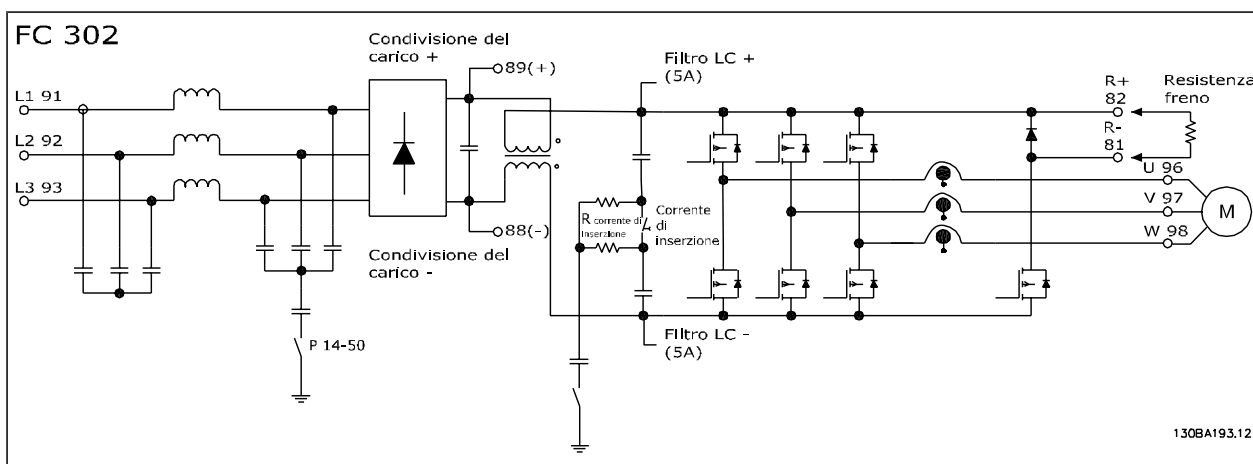 FC 302
Condivisione del
carico +
89(+)
Filtro LC +
(5A)
R+
82
Resistenza
freno
L1 91
R-
81
L2 92
U 96
L3 93
V 97
M
R corrente di
inserzione
Corrente
di
inserzione
88(-)
W 98
Condivisione del
carico -
P 14-50
Filtro LC -
(5A)
130BA193.12